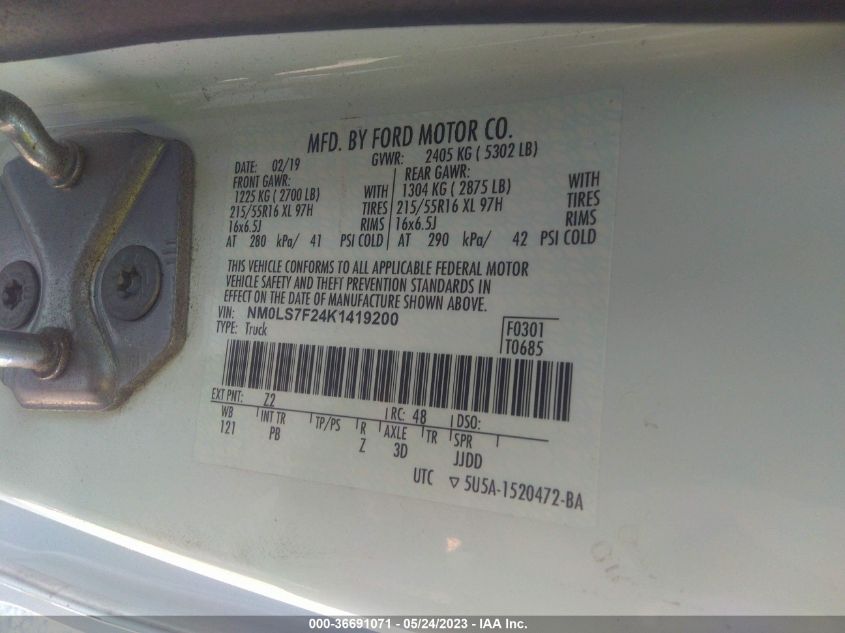 MFD. BY FORD MOTOR CO.
DATE: 02/19 GVWR: 2405 KG ( 5302 LB)
FRONT GAWR: REAR GAWR:
1225 KG ( 2700 LB) WITH 1304 KG ( 2875 LB) WITH
215/55R16 XL 97H TIRES 215/55R16 XL 97H TIRES
16x6.5J RIMS 16x6.5J RIMS
AT 280 kPa/ 41 PSI COLD AT 290 kPa/ 42 PSI COLD
THIS VEHICLE CONFORMS TO ALL APPLICABLE FEDERAL MOTOR
VEHICLE SAFETY AND THEFT PREVENTION STANDARDS IN
EFFECT ON THE DATE OF MANUFACTURE SHOWN ABOVE.
VIN: NM0LS7F24K1419200
TYPE: Truck
F0301
T0685
EXT PNT: Z2 RC: 48 DSO:
WB INT TR TP/PS R AXLE TR SPR
121 PB Z 3D JJDD
UTC ▽ 5U5A-1520472-BA
000-36691071 - 05/24/2023 - IAA Inc.